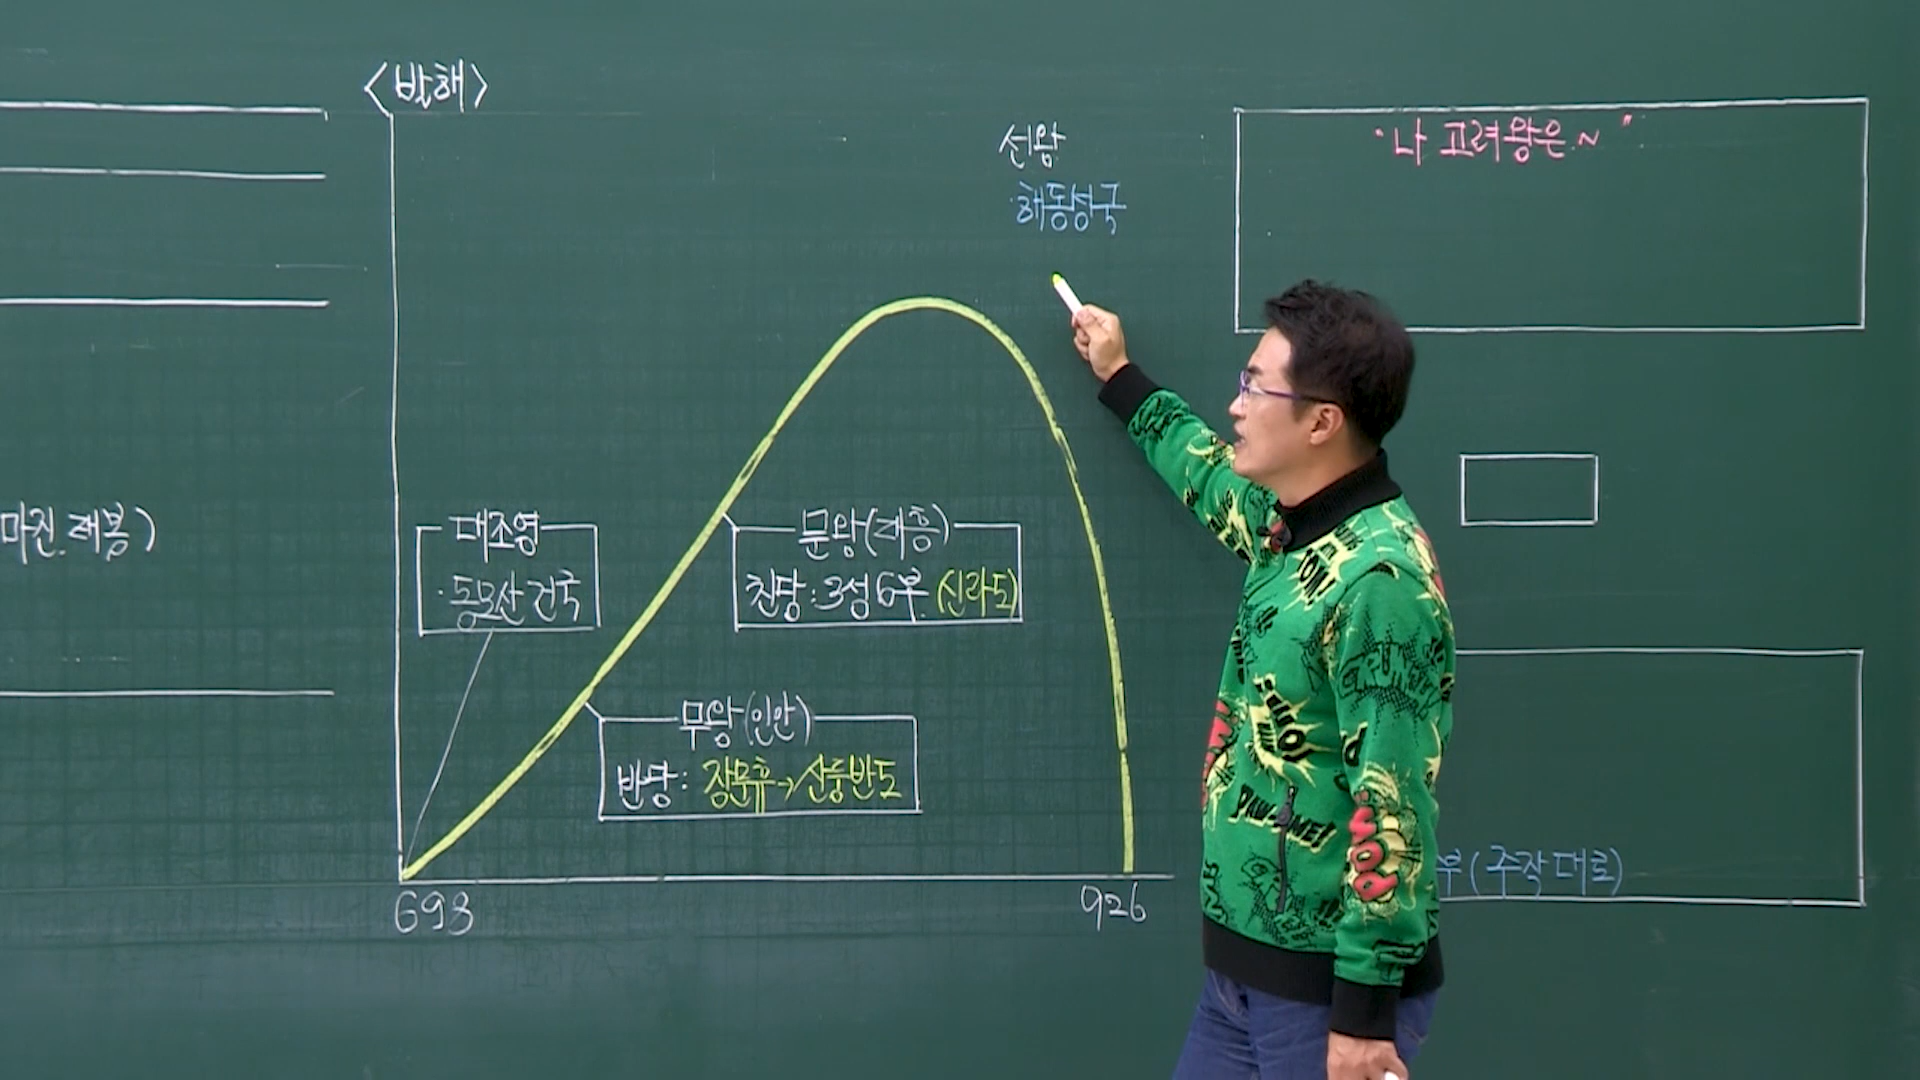 <발해>
선왕
·해동성국
"나 고려왕은~"
마진.태봉)
대조영
·동모산 건국
문왕(대흥)
친당:3성6부.(신라도)
무왕(인안)
반당: 장문휴→산둥반도
부(주작대로)
698
926